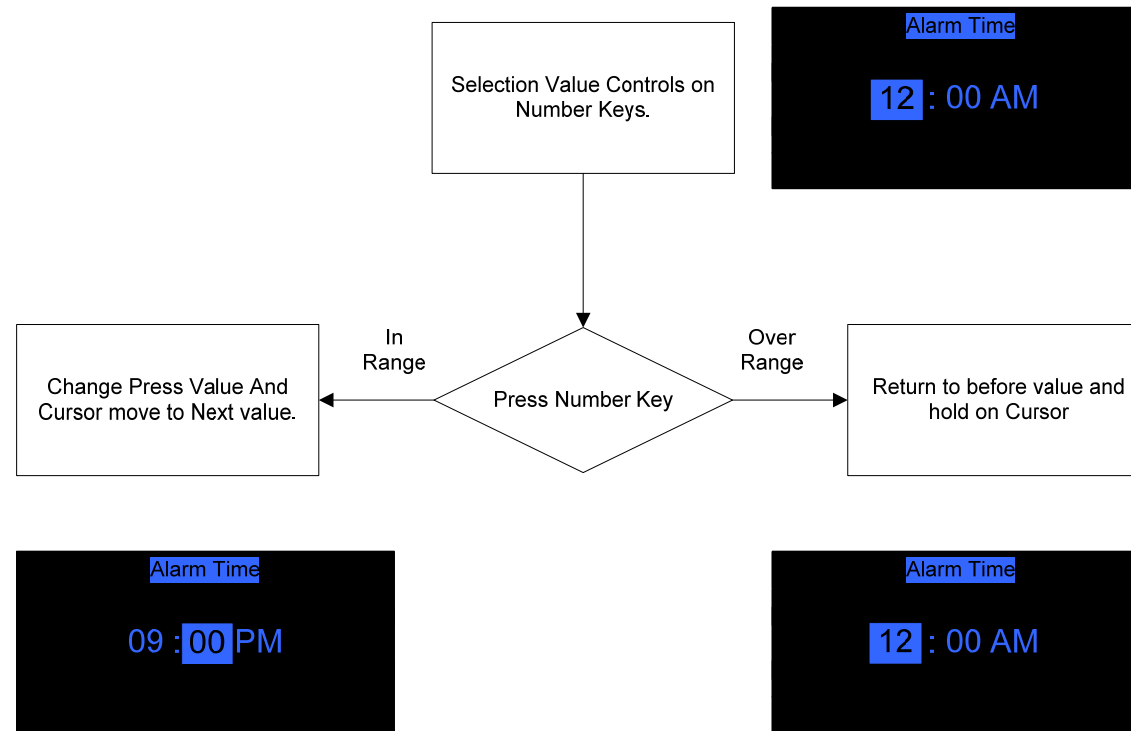 Alarm Time
12 : 00 AM
Selection Value Controls on
Number Keys.
In
Range
Over
Range
Change Press Value And
Cursor move to Next value.
Press Number Key
Return to before value and
hold on Cursor
Alarm Time
09 : 00 PM
Alarm Time
12 : 00 AM